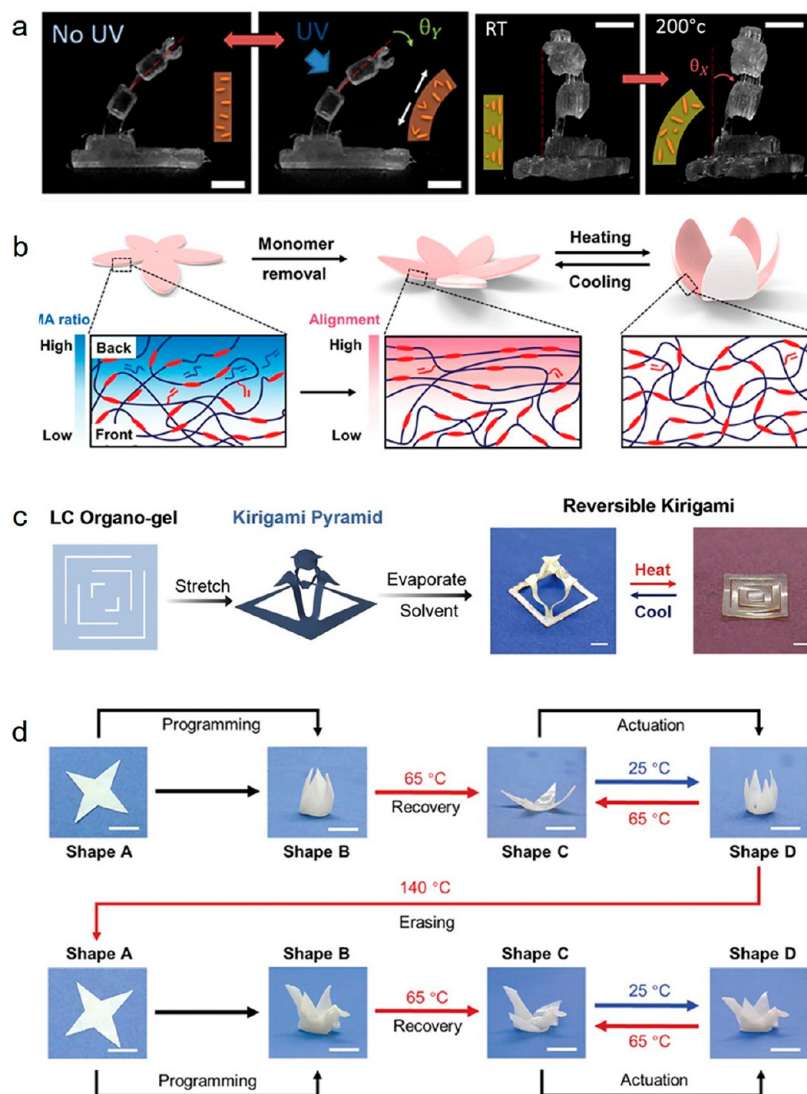 a
No UV
UV
θY
RT
200°c
θX
b
Monomer
removal
Heating
Cooling
MA ratio
High
Low
Back
Front
Alignment
High
Low
c
LC Organo-gel
Kirigami Pyramid
Reversible Kirigami
Stretch
Evaporate
Solvent
Heat
Cool
d
Programming
Actuation
65 °C
Recovery
25 °C
65 °C
Shape A
Shape B
Shape C
Shape D
140 °C
Erasing
Shape A
Shape B
Shape C
Shape D
65 °C
Recovery
25 °C
65 °C
Programming
Actuation